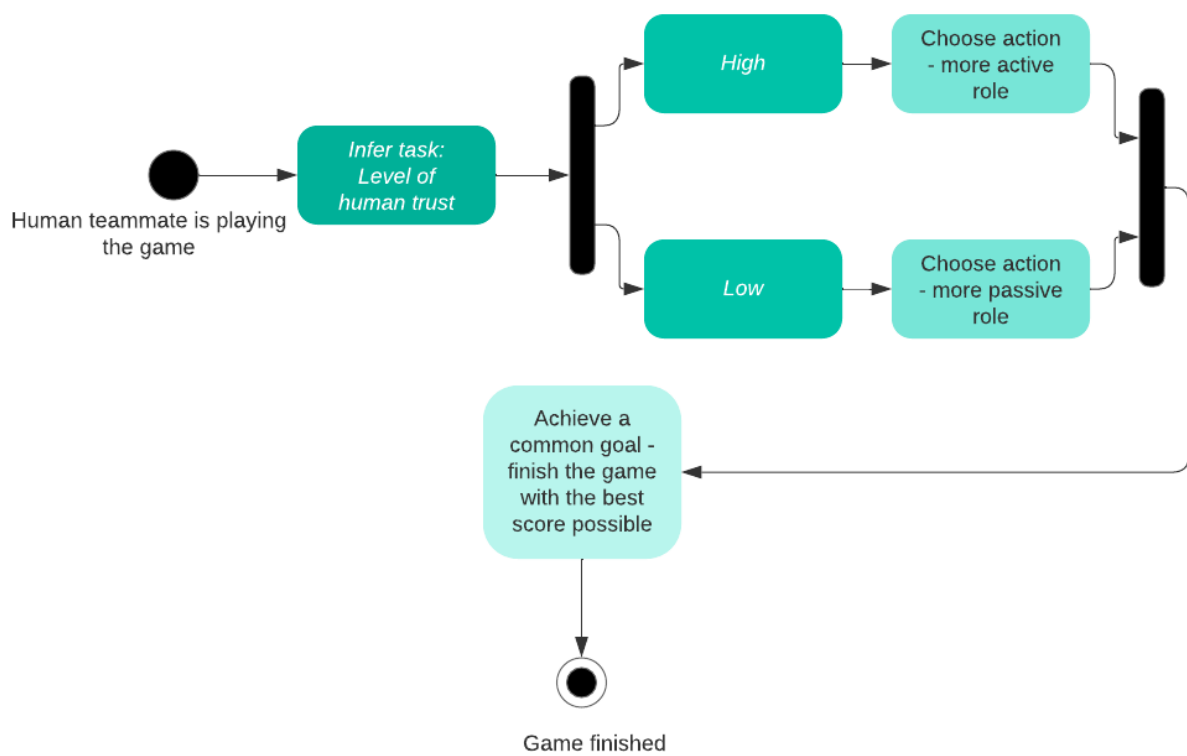 Human teammate is playing
the game
Infer task:
Level of
human trust
High
Choose action
- more active
role
Low
Choose action
- more passive
role
Achieve a
common goal -
finish the game
with the best
score possible
Game finished